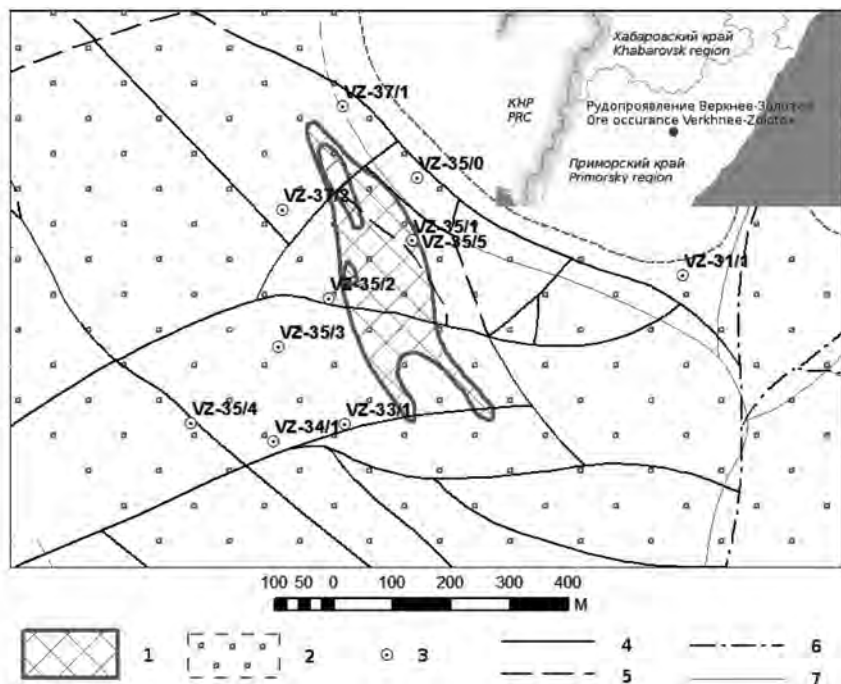 Хабаровский край
Khabarovsk region
КНР
PRC
Рудопроявление Верхнее-Золотое
Ore occurance Verkhnee-Zolotoe
Приморский край
Primorsky region
VZ-37/1
VZ-35/0
VZ-37/2
VZ-35/1
VZ-35/5
VZ-31/1
VZ-35/2
VZ-35/3
VZ-35/4
VZ-33/1
VZ-34/1
100 50 0 100 200 300 400
М
1 2 3 4 6
5 7